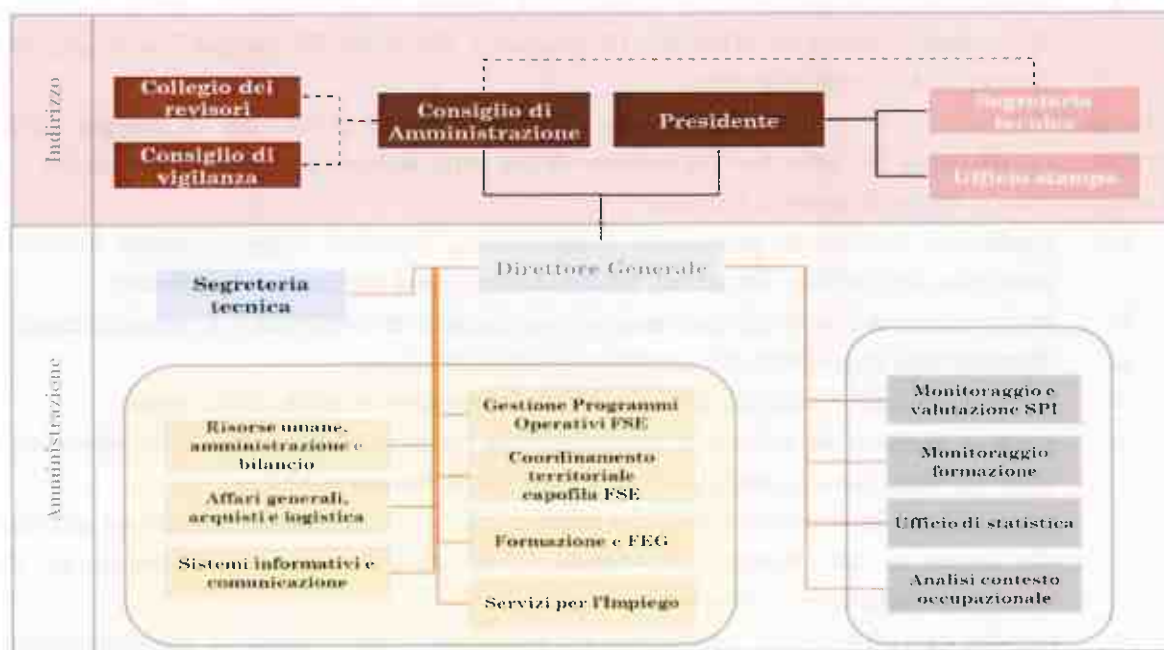 Indirizzo
Collegio dei
revisori
Consiglio di
vigilanza
Consiglio di
Amministrazione
Presidente
Segreteria
tecnica
Ufficio stampa
Amministrazione
Direttore Generale
Segreteria
tecnica
Risorse umane,
amministrazione e
bilancio
Affari generali,
acquisti e logistica
Sistemi informativi e
comunicazione
Gestione Programmi
Operativi FSE
Coordinamento
territoriale
capofila FSE
Formazione e FEG
Servizi per l'Impiego
Monitoraggio e
valutazione SPI
Monitoraggio
formazione
Ufficio di statistica
Analisi contesto
occupazionale